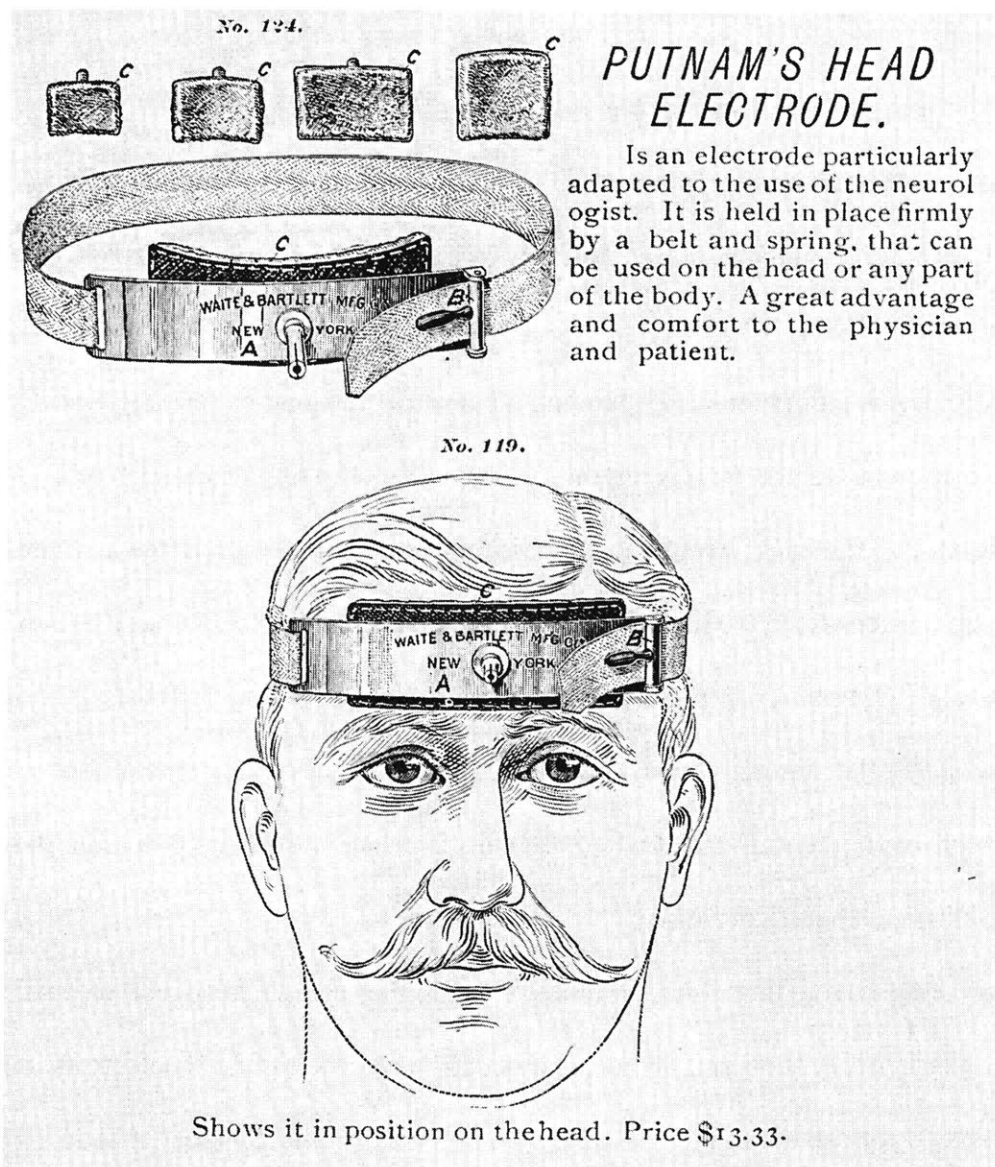 No. 124.
C
C
C
C
PUTNAM'S HEAD
ELECTRODE.
Is an electrode particularly
adapted to the use of the neurol
ogist. It is held in place firmly
by a belt and spring, that can
be used on the head or any part
of the body. A great advantage
and comfort to the physician
and patient.
C
WAITE & BARTLETT MFG
B
NEW YORK
A
No. 119.
C
WAITE & BARTLETT MFG CO
B
NEW YORK
A
Shows it in position on the head. Price $13.33.